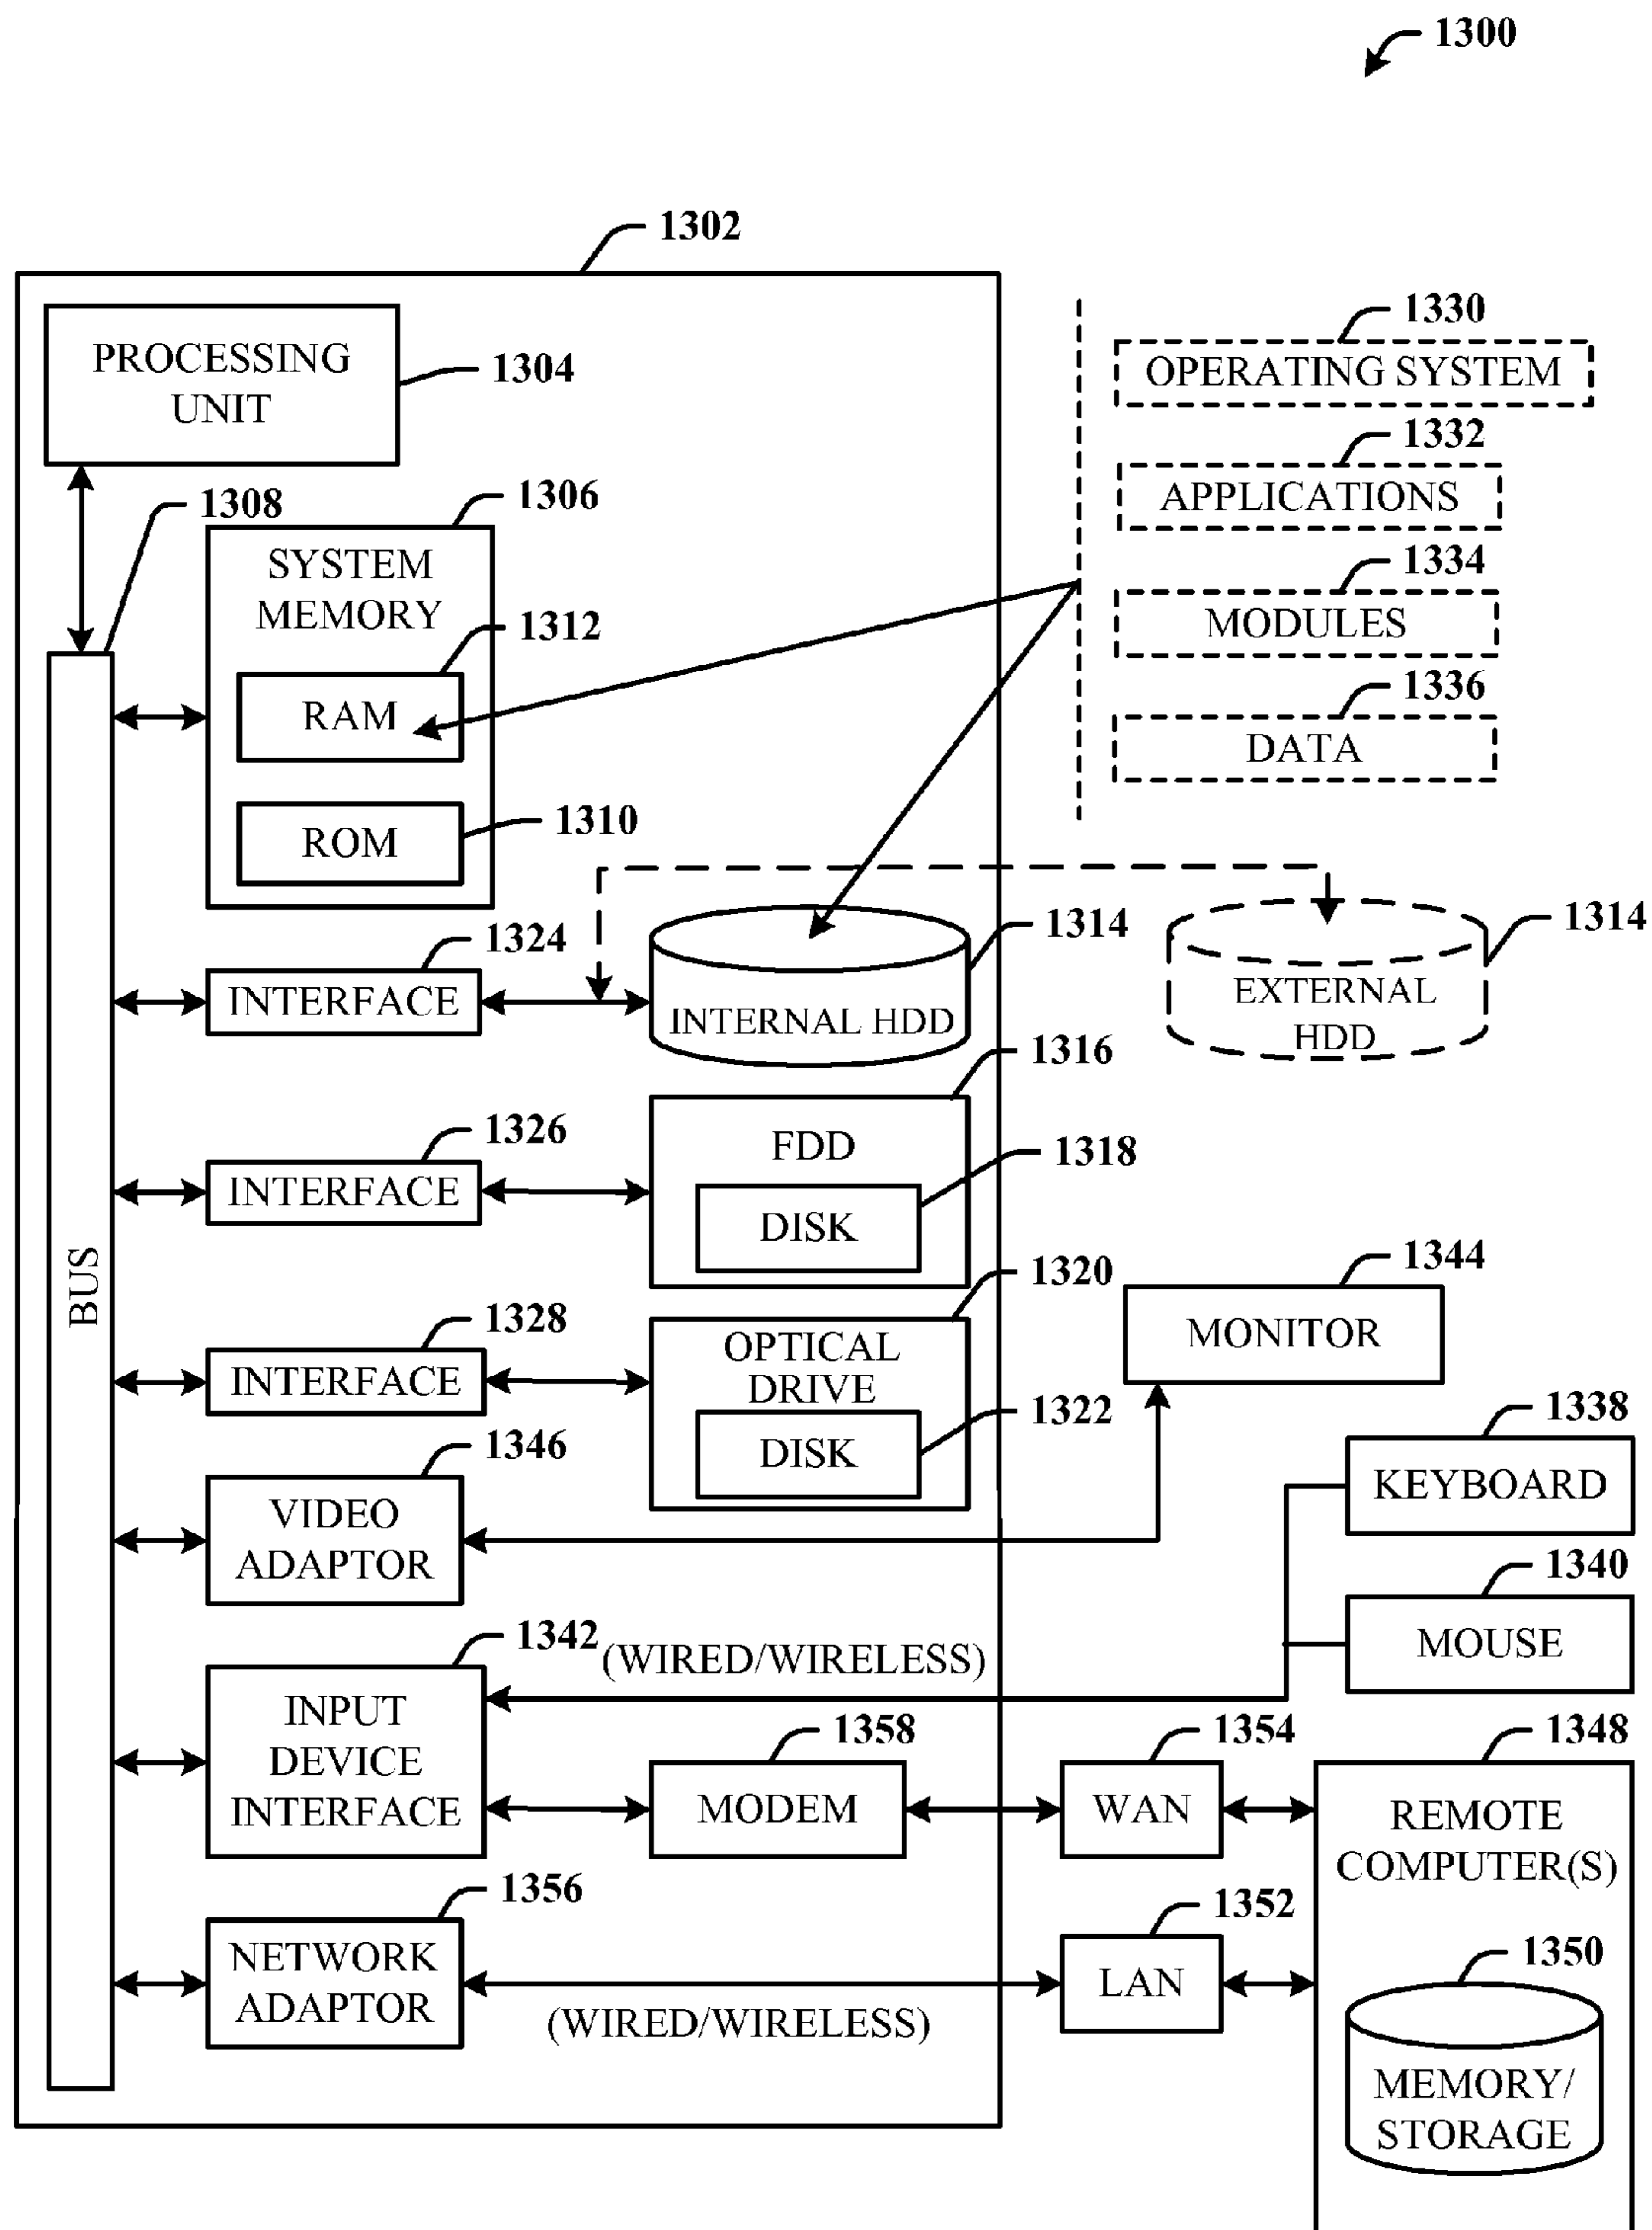 1300
1302
PROCESSING
UNIT
1304
1308
1306
SYSTEM
MEMORY
1312
RAM
1310
ROM
1330
OPERATING SYSTEM
1332
APPLICATIONS
1334
MODULES
1336
DATA
1324
INTERFACE
1314
INTERNAL HDD
1314
EXTERNAL
HDD
1316
1326
INTERFACE
FDD
1318
DISK
BUS
1320
1328
INTERFACE
OPTICAL
DRIVE
1322
DISK
1344
MONITOR
1346
VIDEO
ADAPTOR
1338
KEYBOARD
1340
MOUSE
1342
(WIRED/WIRELESS)
INPUT
DEVICE
INTERFACE
1358
MODEM
1354
WAN
1348
REMOTE
COMPUTER(S)
1356
NETWORK
ADAPTOR
(WIRED/WIRELESS)
1352
LAN
1350
MEMORY/
STORAGE